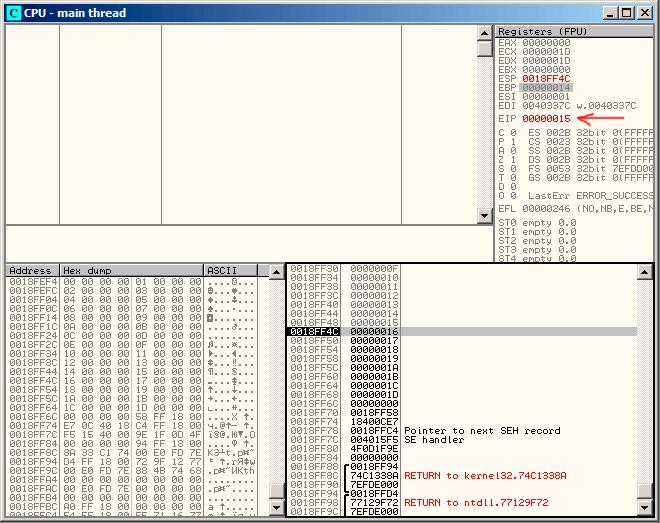 CPU - main thread
Registers (FPU)
EAX 00000000
ECX 0000001D
EDX 0000001D
EBX 00000000
ESP 0018FF4C
EBP 00000014
ESI 00000001
EDI 0040337C w.0040337C
EIP 00000015
C 0 ES 002B 32bit 0(FFFFF
P 1 CS 0023 32bit 0(FFFFF
A 0 SS 002B 32bit 0(FFFFF
Z 1 DS 002B 32bit 0(FFFFF
S 0 FS 0053 32bit 7EFDD00
T 0 GS 002B 32bit 0(FFFFF
D 0
O 0 LastErr ERROR_SUCCESS
EFL 00000246 (NO,NB,E,BE,N
ST0 empty 0.0
ST1 empty 0.0
ST2 empty 0.0
ST3 empty 0.0
ST4 empty 0.0
Address Hex dump ASCII
0018FEF4 00 00 00 00 01 00 00 00
0018FEFC 02 00 00 00 03 00 00 00
0018FF04 04 00 00 00 05 00 00 00
0018FF0C 06 00 00 00 07 00 00 00
0018FF14 08 00 00 00 09 00 00 00
0018FF1C 0A 00 00 00 0B 00 00 00
0018FF24 0C 00 00 00 0D 00 00 00
0018FF2C 0E 00 00 00 0F 00 00 00
0018FF34 10 00 00 00 11 00 00 00
0018FF3C 12 00 00 00 13 00 00 00
0018FF44 14 00 00 00 15 00 00 00
0018FF4C 16 00 00 00 17 00 00 00
0018FF54 18 00 00 00 19 00 00 00
0018FF5C 1A 00 00 00 1B 00 00 00
0018FF64 1C 00 00 00 1D 00 00 00
0018FF6C 00 00 00 00 58 FF 18 00
0018FF74 E7 0C 40 18 C4 FF 18 00
0018FF7C F5 15 40 00 9E 1F 0D 4F
0018FF84 00 00 00 00 94 FF 18 00
0018FF8C 8A 33 C1 74 00 E0 FD 7E
0018FF94 D4 FF 18 00 72 9F 12 77
0018FF9C 00 E0 FD 7E 88 4B 74 68
0018FFA4 00 00 00 00 00 00 00 00
0018FFAC 00 E0 FD 7E 00 00 00 00
0018FFB4 00 00 00 00 00 00 00 00
0018FFBC A0 FF 18 00 00 00 00 00
0018FF30 0000000F
0018FF34 00000010
0018FF38 00000011
0018FF3C 00000012
0018FF40 00000013
0018FF44 00000014
0018FF48 00000015
0018FF4C 00000016
0018FF50 00000017
0018FF54 00000018
0018FF58 00000019
0018FF5C 0000001A
0018FF60 0000001B
0018FF64 0000001C
0018FF68 0000001D
0018FF6C 00000000
0018FF70 0018FF58
0018FF74 18400CE7
0018FF78 0018FFC4 Pointer to next SEH record
0018FF7C 004015F5 SE handler
0018FF80 4F0D1F9E
0018FF84 00000000
0018FF88 0018FF94
0018FF8C 74C1338A RETURN to kernel32.74C1338A
0018FF90 7EFDE000
0018FF94 0018FFD4
0018FF98 77129F72 RETURN to ntdll.77129F72
0018FF9C 7EFDE000